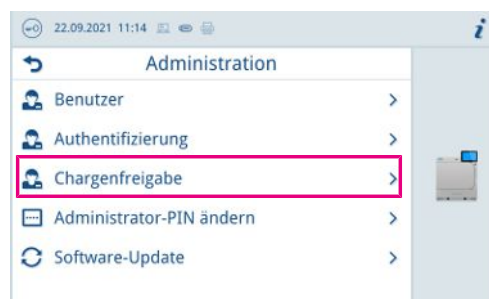 22.09.2021 11:14
Administration
Benutzer
Authentifizierung
Chargenfreigabe
Administrator-PIN ändern
Software-Update